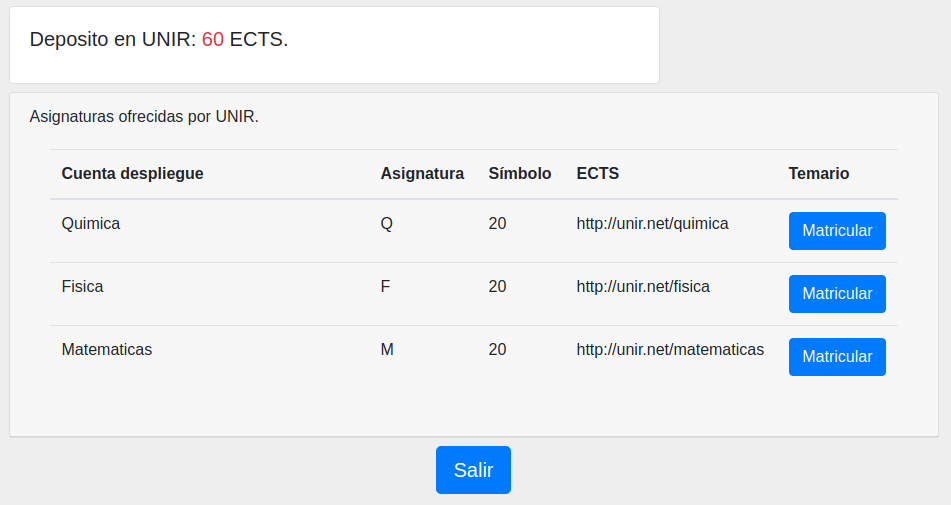 Deposito en UNIR: 60 ECTS.
Asignaturas ofrecidas por UNIR.
Cuenta despliegue Asignatura Símbolo ECTS Temario
Quimica Q 20 http://unir.net/quimica Matricular
Fisica F 20 http://unir.net/fisica Matricular
Matematicas M 20 http://unir.net/matematicas Matricular
Salir